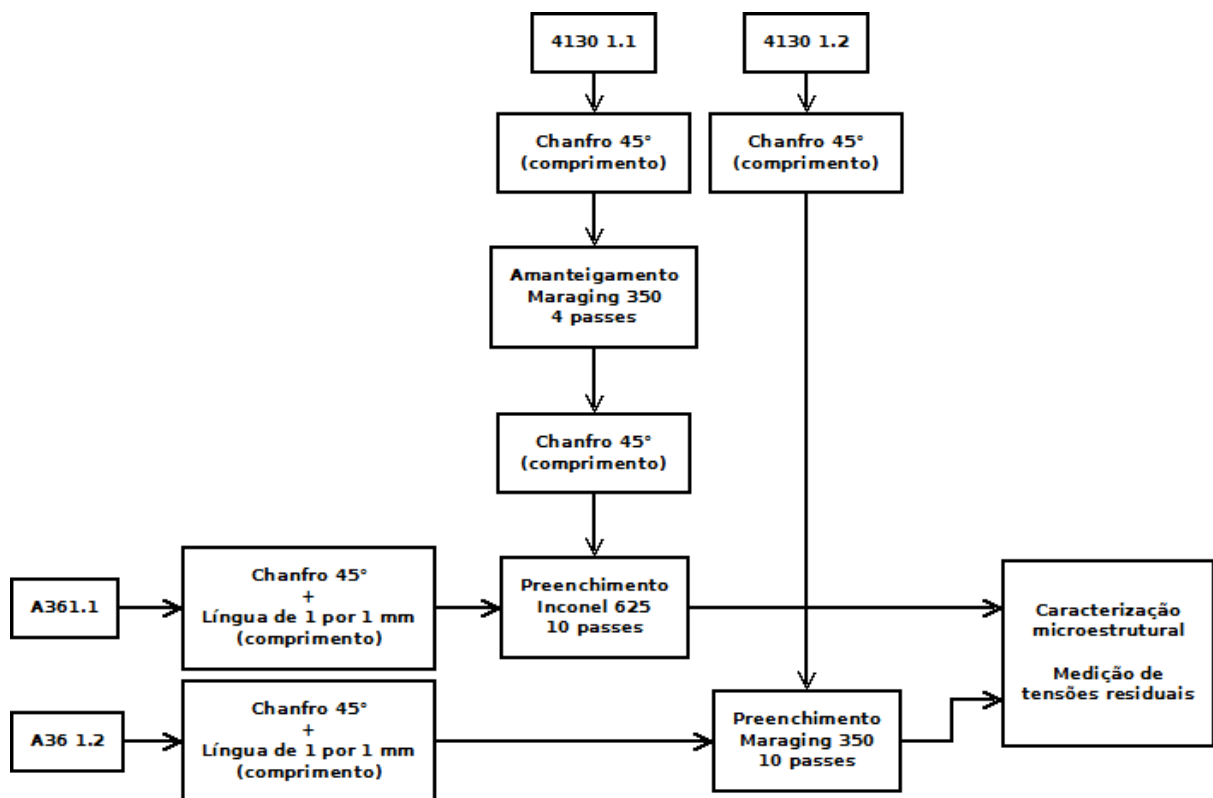 4130 1.1
4130 1.2
Chanfro 45°
(comprimento)
Chanfro 45°
(comprimento)
Amanteigamento
Maraging 350
4 passes
Chanfro 45°
(comprimento)
A361.1
Chanfro 45°
+
Língua de 1 por 1 mm
(comprimento)
Preenchimento
Inconel 625
10 passes
Caracterização
microestrutural
Medição de
tensões residuais
A36 1.2
Chanfro 45°
+
Língua de 1 por 1 mm
(comprimento)
Preenchimento
Maraging 350
10 passes